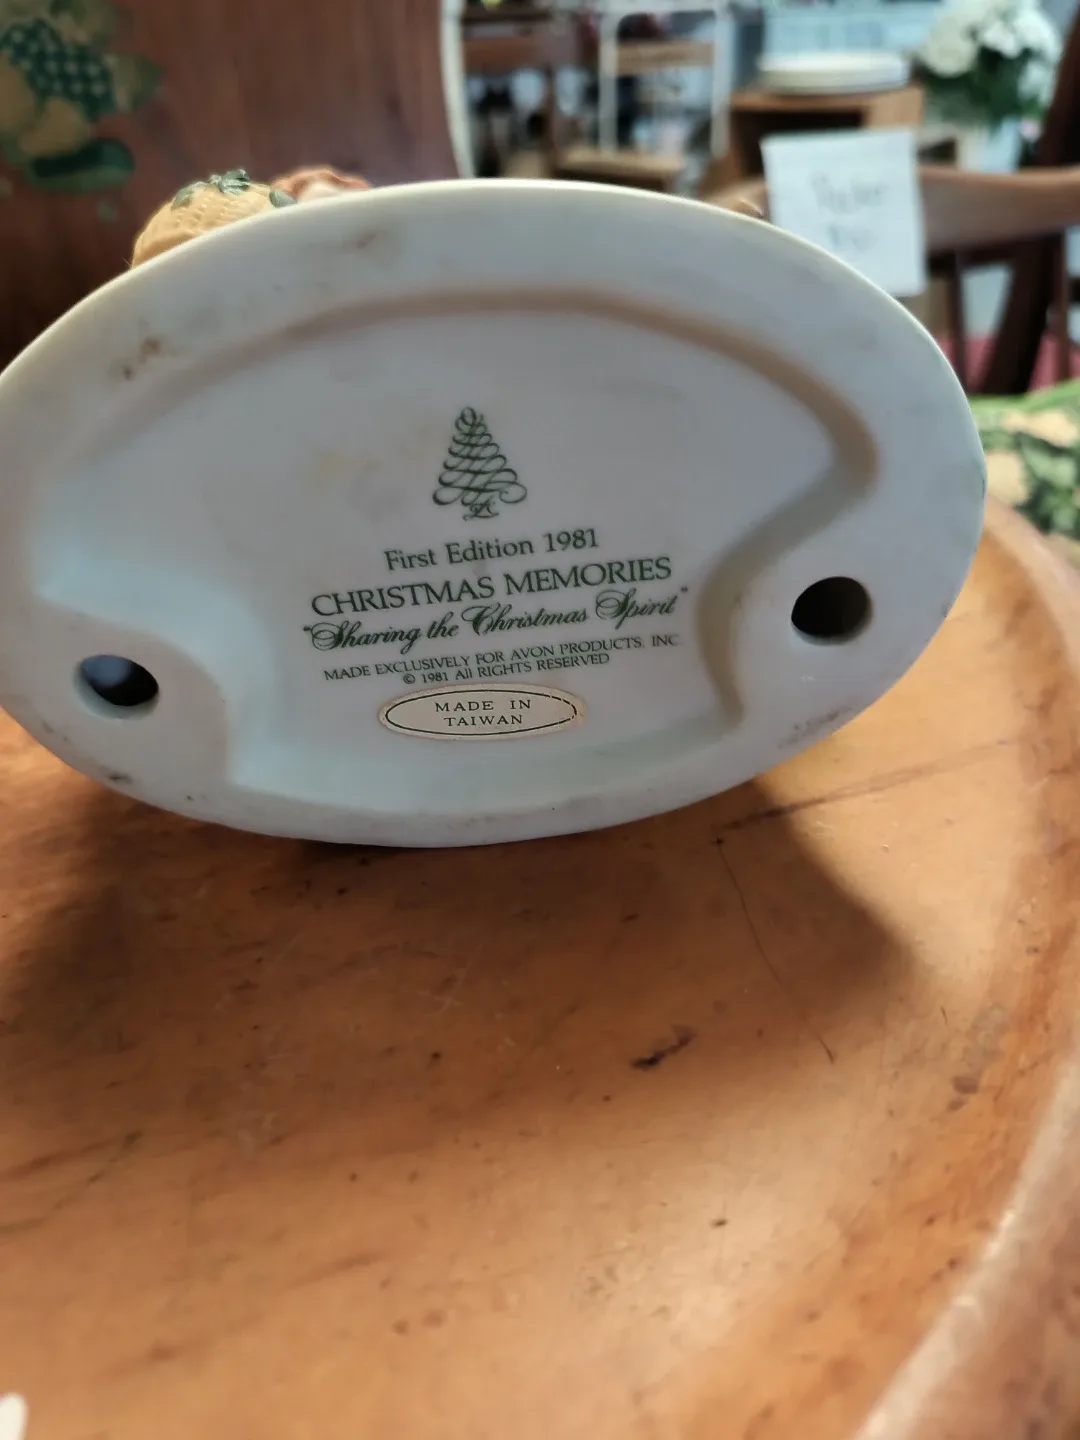 First Edition 1981
CHRISTMAS MEMORIES
"Sharing the Christmas Spirit"
MADE EXCLUSIVELY FOR AVON PRODUCTS, INC
© 1981 All RIGHTS RESERVED
MADE IN
TAIWAN